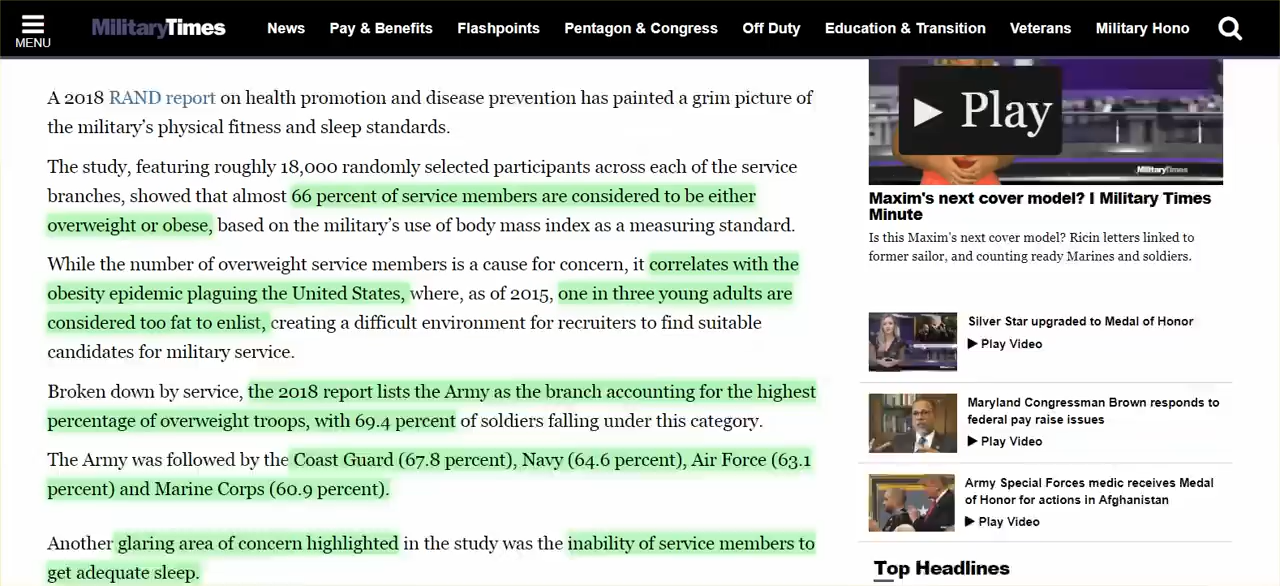 MENU
MilitaryTimes
News
Pay & Benefits
Flashpoints
Pentagon & Congress
Off Duty
Education & Transition
Veterans
Military Hono
A 2018 RAND report on health promotion and disease prevention has painted a grim picture of
the military’s physical fitness and sleep standards.
The study, featuring roughly 18,000 randomly selected participants across each of the service
branches, showed that almost 66 percent of service members are considered to be either
overweight or obese, based on the military’s use of body mass index as a measuring standard.
While the number of overweight service members is a cause for concern, it correlates with the
obesity epidemic plaguing the United States, where, as of 2015, one in three young adults are
considered too fat to enlist, creating a difficult environment for recruiters to find suitable
candidates for military service.
Broken down by service, the 2018 report lists the Army as the branch accounting for the highest
percentage of overweight troops, with 69.4 percent of soldiers falling under this category.
The Army was followed by the Coast Guard (67.8 percent), Navy (64.6 percent), Air Force (63.1
percent) and Marine Corps (60.9 percent).
Another glaring area of concern highlighted in the study was the inability of service members to
get adequate sleep.
Play
MilitaryTimes
Maxim's next cover model? I Military Times
Minute
Is this Maxim's next cover model? Ricin letters linked to
former sailor, and counting ready Marines and soldiers.
Silver Star upgraded to Medal of Honor
Play Video
Maryland Congressman Brown responds to
federal pay raise issues
Play Video
Army Special Forces medic receives Medal
of Honor for actions in Afghanistan
Play Video
Top Headlines